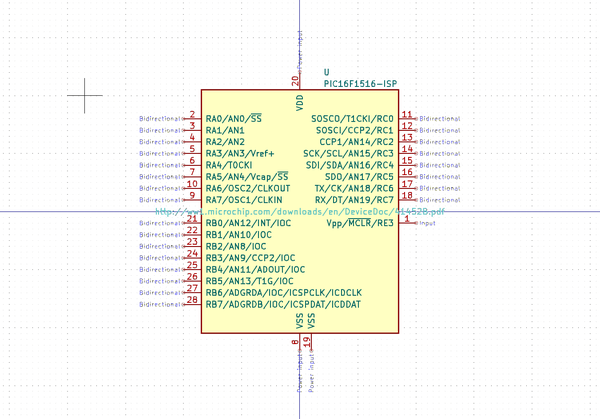 Power input
20
U
PIC16F1516-ISP
VDD
Bidirectional 2 RA0/AN0/SS SOSCO/T1CKI/RC0 11 Bidirectional
Bidirectional 3 RA1/AN1 SOSCI/CCP2/RC1 12 Bidirectional
Bidirectional 4 RA2/AN2 CCP1/AN14/RC2 13 Bidirectional
Bidirectional 5 RA3/AN3/Vref+ SCK/SCL/AN15/RC3 14 Bidirectional
Bidirectional 6 RA4/T0CKI SDI/SDA/AN16/RC4 15 Bidirectional
Bidirectional 7 RA5/AN4/Vcap/SS SDO/AN17/RC5 16 Bidirectional
Bidirectional 10 RA6/OSC2/CLKOUT TX/CK/AN18/RC6 17 Bidirectional
Bidirectional 9 RA7/OSC1/CLKIN RX/DT/AN19/RC7 18 Bidirectional
http://www.microchip.com/downloads/en/DeviceDoc/41452B.pdf
Bidirectional 21 RB0/AN12/INT/IOC Vpp/MCLR/RE3 1 Input
Bidirectional 22 RB1/AN10/IOC
Bidirectional 23 RB2/AN8/IOC
Bidirectional 24 RB3/AN9/CCP2/IOC
Bidirectional 25 RB4/AN11/ADOUT/IOC
Bidirectional 26 RB5/AN13/T1G/IOC
Bidirectional 27 RB6/ADGRDA/IOC/ICSPCLK/ICDCLK
Bidirectional 28 RB7/ADGRDB/IOC/ICSPDAT/ICDDAT
VSS VSS
8 19
Power input Power input